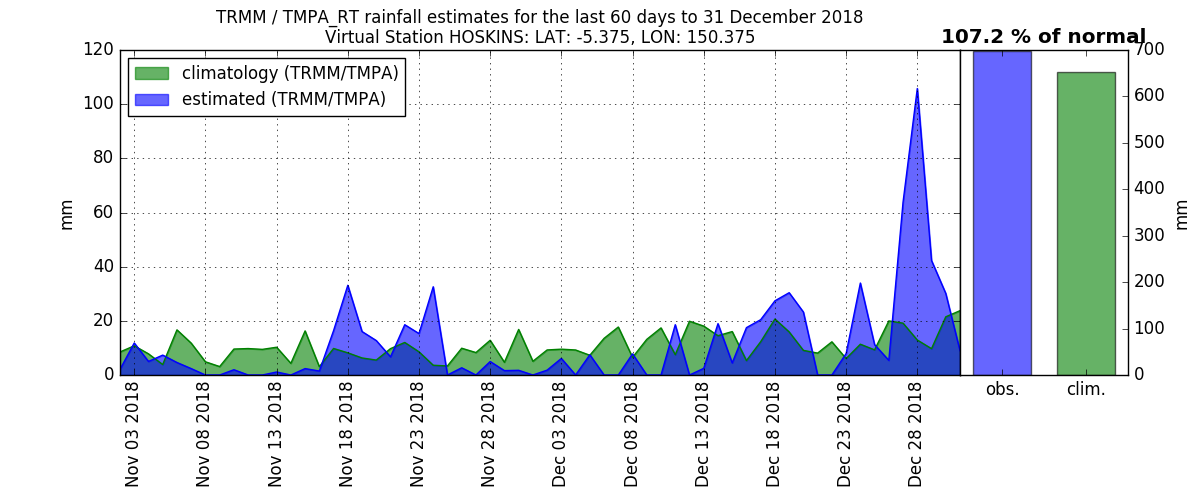 TRMM / TMPA_RT rainfall estimates for the last 60 days to 31 December 2018
Virtual Station HOSKINS: LAT: -5.375, LON: 150.375
107.2 % of normal
climatology (TRMM/TMPA)
estimated (TRMM/TMPA)
mm
120
100
80
60
40
20
0
Nov 03 2018
Nov 08 2018
Nov 13 2018
Nov 18 2018
Nov 23 2018
Nov 28 2018
Dec 03 2018
Dec 08 2018
Dec 13 2018
Dec 18 2018
Dec 23 2018
Dec 28 2018
obs.
clim.
700
600
500
400
300
200
100
0
mm